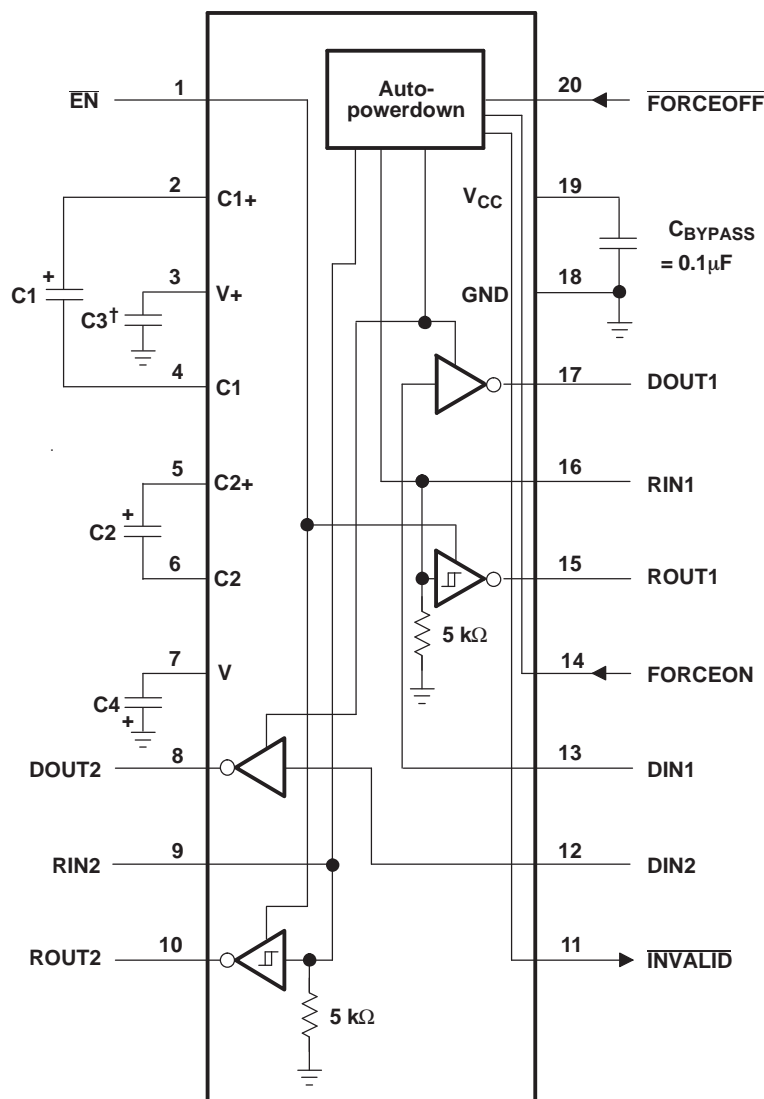 EN
1
Auto-
powerdown
20
FORCEOFF
2
C1+
VCC
19
CBYPASS
= 0.1μF
+
C1
3
V+
C3†
GND
18
4
C1
17
DOUT1
5
C2+
16
RIN1
+
C2
6
C2
15
ROUT1
5 kΩ
7
V
14
FORCEON
C4
+
DOUT2
8
13
DIN1
RIN2
9
12
DIN2
ROUT2
10
11
INVALID
5 kΩ